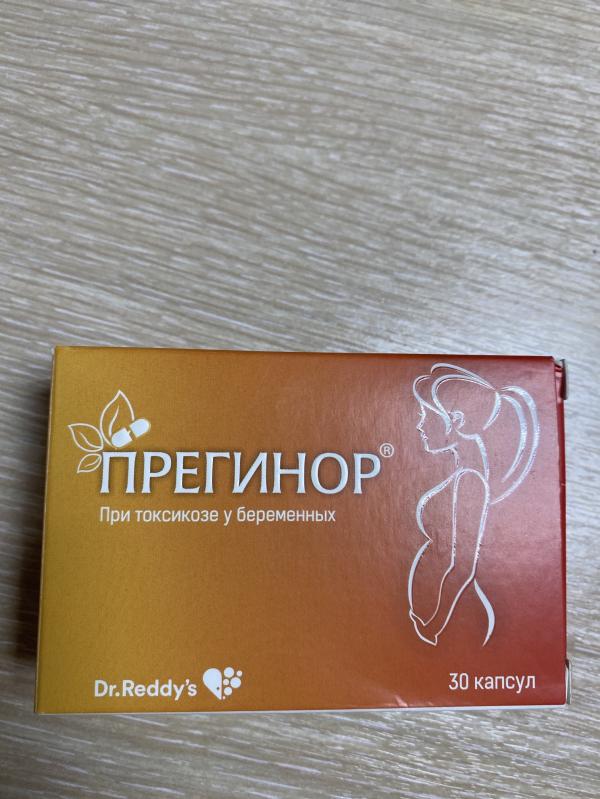 ПРЕГИНОР®
При токсикозе у беременных
Dr.Reddy's
30 капсул